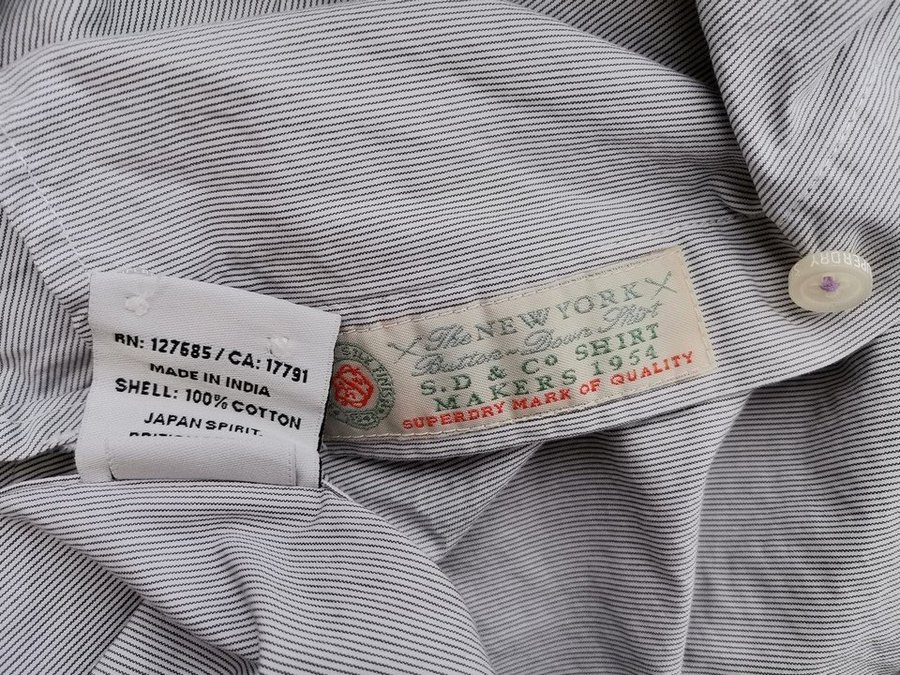 RN: 127685 / CA: 17791
MADE IN INDIA
SHELL: 100% COTTON
JAPAN SPIRIT.
The NEW YORK
Button-Down Shirt
S.D & Co SHIRT
MAKERS 1954
SUPERDRY MARK OF QUALITY
SUPERDRY